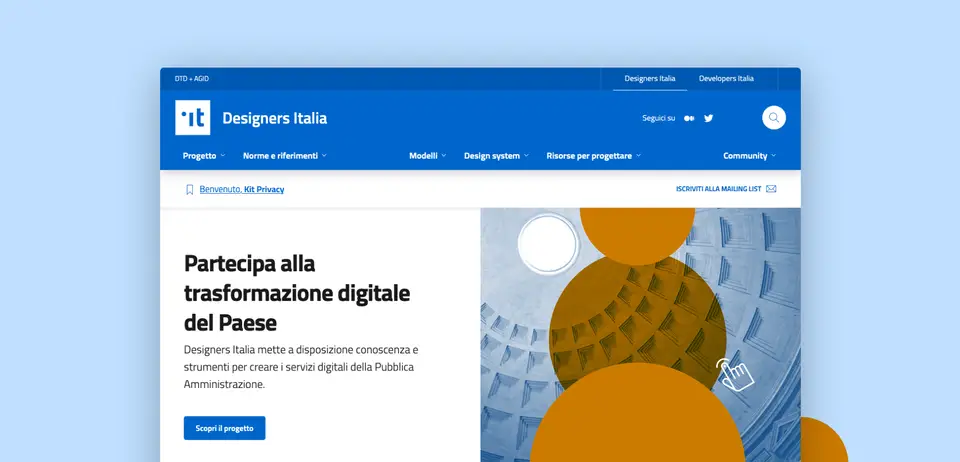 DTD + AGID
Designers Italia
Developers Italia
·it
Designers Italia
Seguici su
Progetto
Norme e riferimenti
Modelli
Design system
Risorse per progettare
Community
Benvenuto, Kit Privacy
ISCRIVITI ALLA MAILING LIST
Partecipa alla
trasformazione digitale
del Paese
Designers Italia mette a disposizione conoscenza e
strumenti per creare i servizi digitali della Pubblica
Amministrazione.
Scopri il progetto